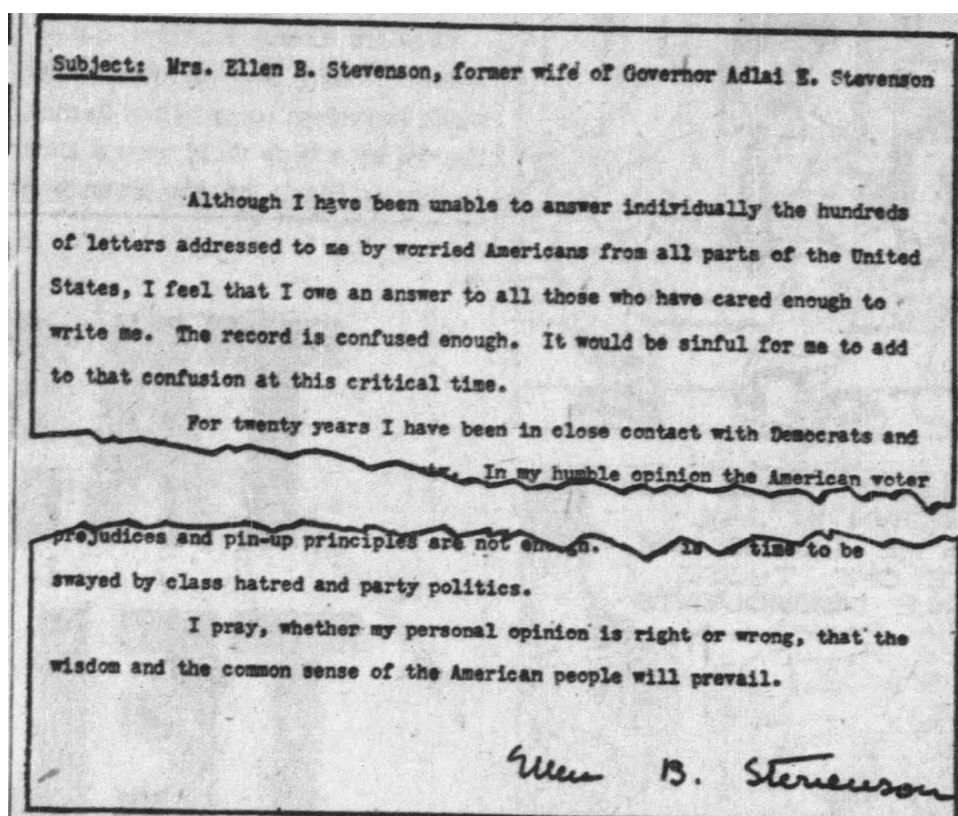 Subject: Mrs. Ellen B. Stevenson, former wife of Governor Adlai E. Stevenson
Although I have been unable to answer individually the hundreds
of letters addressed to me by worried Americans from all parts of the United
States, I feel that I owe an answer to all those who have cared enough to
write me. The record is confused enough. It would be sinful for me to add
to that confusion at this critical time.
For twenty years I have been in close contact with Democrats and
In my humble opinion the American voter
prejudices and pin-up principles are not enough. is time to be
swayed by class hatred and party politics.
I pray, whether my personal opinion is right or wrong, that the
wisdom and the common sense of the American people will prevail.
Ellen B. Stevenson